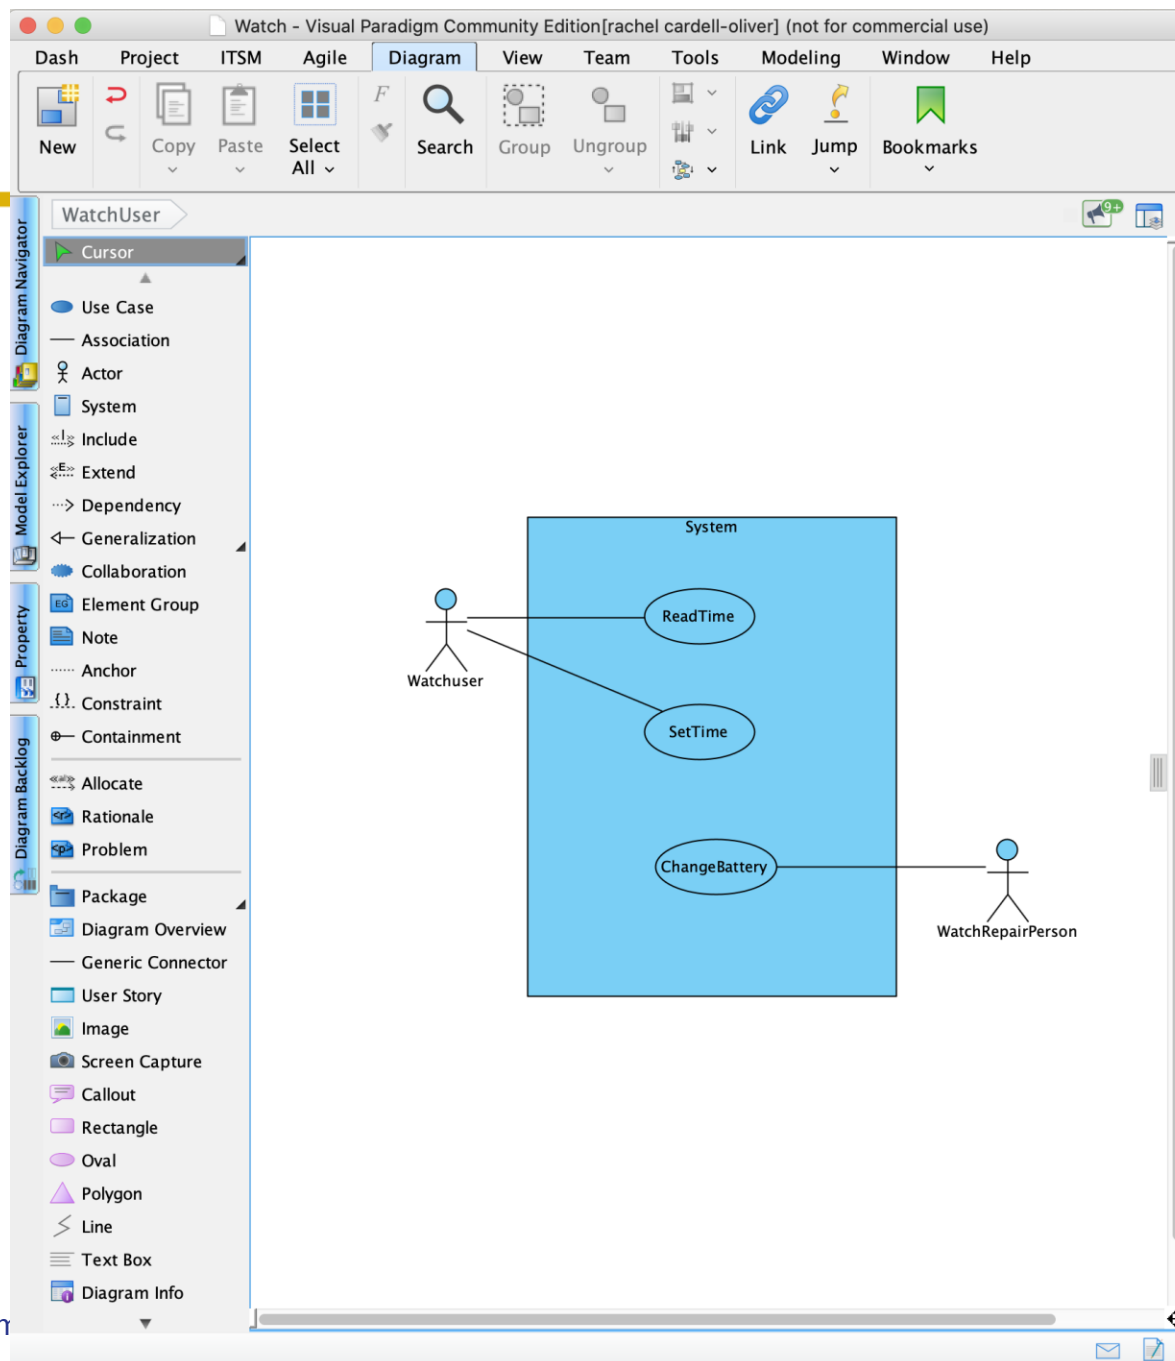 Watch - Visual Paradigm Community Edition[rachel cardell-oliver] (not for commercial use)
Dash Project ITSM Agile Diagram View Team Tools Modeling Window Help
F
New Copy Paste Select All Search Group Ungroup Link Jump Bookmarks
WatchUser
9+
Diagram Navigator
Model Explorer
Property
Diagram Backlog
Cursor
Use Case
Association
Actor
System
Include
Extend
Dependency
Generalization
Collaboration
EG Element Group
Note
Anchor
{} Constraint
Containment
Allocate
<r> Rationale
<p> Problem
Package
Diagram Overview
Generic Connector
User Story
Image
Screen Capture
Callout
Rectangle
Oval
Polygon
Line
Text Box
Diagram Info
System
ReadTime
Watchuser
SetTime
ChangeBattery
WatchRepairPerson